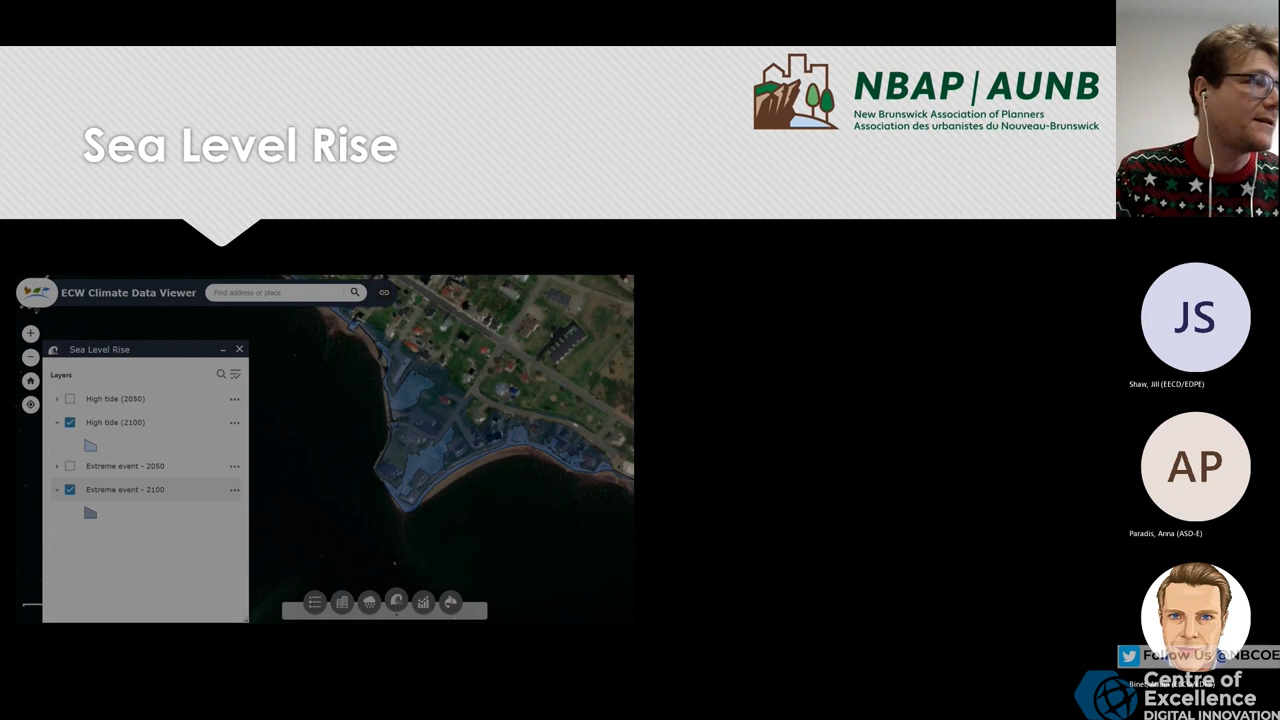 NBAP | AUNB
New Brunswick Association of Planners
Association des urbanistes du Nouveau-Brunswick
Sea Level Rise
ECW Climate Data Viewer
Find address or place
Sea Level Rise
Layers
High tide (2050)
High tide (2100)
Extreme event - 2050
Extreme event - 2100
JS
Shaw, Jill (EECD/EDPE)
AP
Paradis, Anna (ASD-E)
Follow Us @NBCOE
Centre of
Excellence
DIGITAL INNOVATION